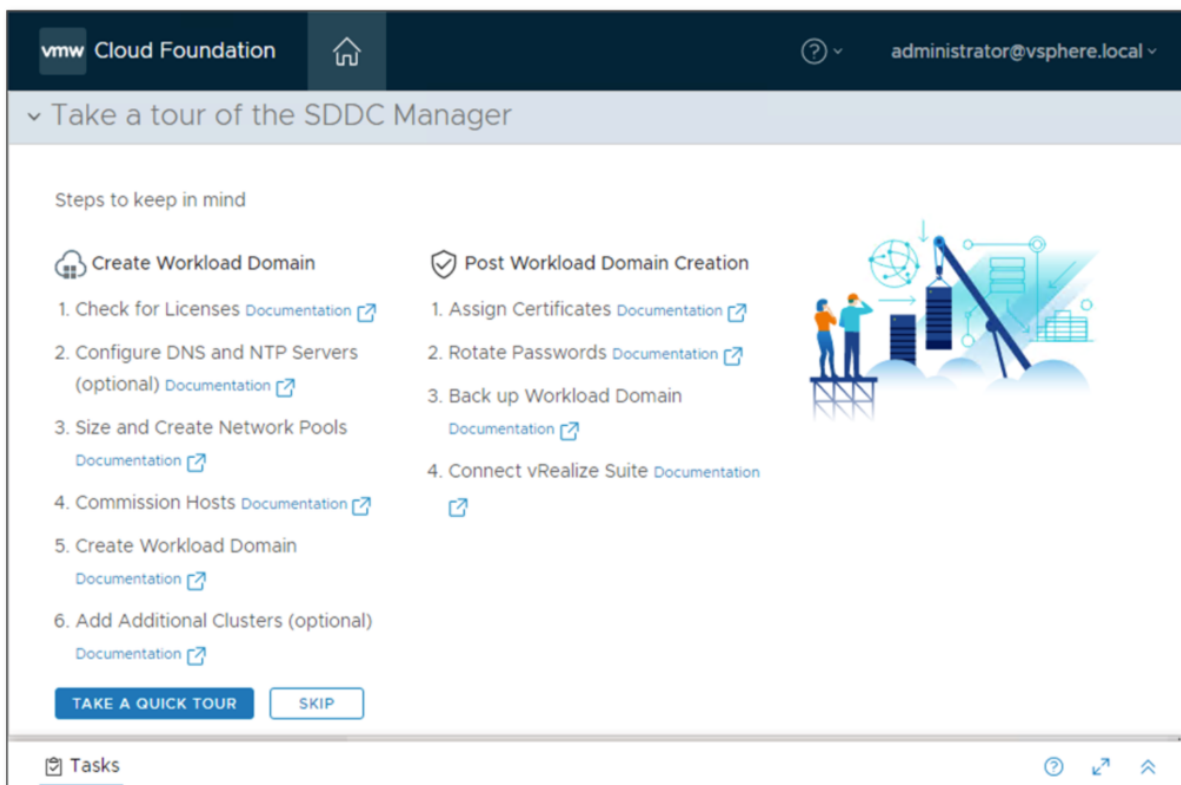 vmw Cloud Foundation
administrator@vsphere.local
Take a tour of the SDDC Manager
Steps to keep in mind
Create Workload Domain
1. Check for Licenses Documentation
2. Configure DNS and NTP Servers
(optional) Documentation
3. Size and Create Network Pools
Documentation
4. Commission Hosts Documentation
5. Create Workload Domain
Documentation
6. Add Additional Clusters (optional)
Documentation
Post Workload Domain Creation
1. Assign Certificates Documentation
2. Rotate Passwords Documentation
3. Back up Workload Domain
Documentation
4. Connect vRealize Suite Documentation
TAKE A QUICK TOUR
SKIP
Tasks